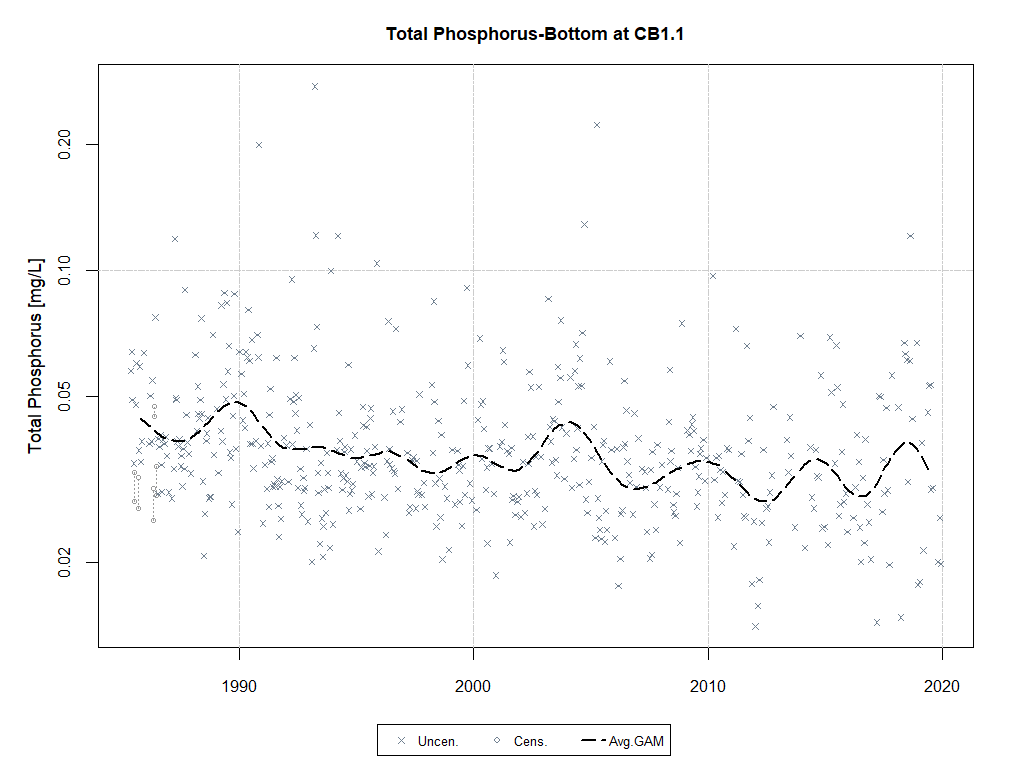 Total Phosphorus-Bottom at CB1.1
Total Phosphorus [mg/L]
0.20
0.10
0.05
0.02
1990 2000 2010 2020
Uncen. Cens. Avg.GAM